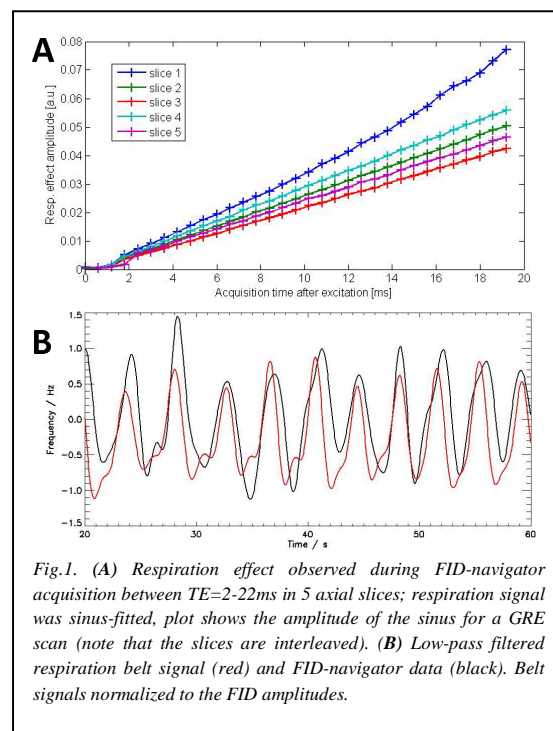 A
0.08
0.07
0.06
0.05
0.04
0.03
0.02
0.01
0
Resp. effect amplitude [a.u.]
slice 1
slice 2
slice 3
slice 4
slice 5
0 2 4 6 8 10 12 14 16 18 20
Acquisition time after excitation [ms]
B
1.5
1.0
0.5
0.0
-0.5
-1.0
-1.5
Frequency / Hz
20 30 40 50 60
Time / s
Fig.1. (A) Respiration effect observed during FID-navigator
acquisition between TE=2-22ms in 5 axial slices; respiration signal
was sinus-fitted, plot shows the amplitude of the sinus for a GRE
scan (note that the slices are interleaved). (B) Low-pass filtered
respiration belt signal (red) and FID-navigator data (black). Belt
signals normalized to the FID amplitudes.